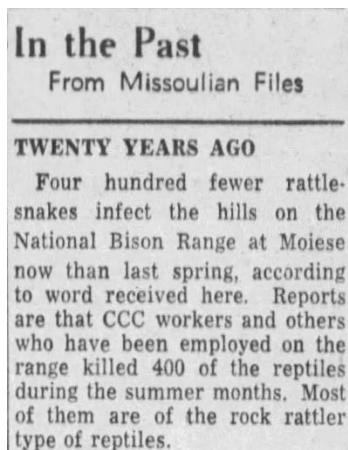 In the Past
From Missoulian Files
TWENTY YEARS AGO
Four hundred fewer rattle-
snakes infect the hills on the
National Bison Range at Moiese
now than last spring, according
to word received here. Reports
are that CCC workers and others
who have been employed on the
range killed 400 of the reptiles
during the summer months. Most
of them are of the rock rattler
type of reptiles.